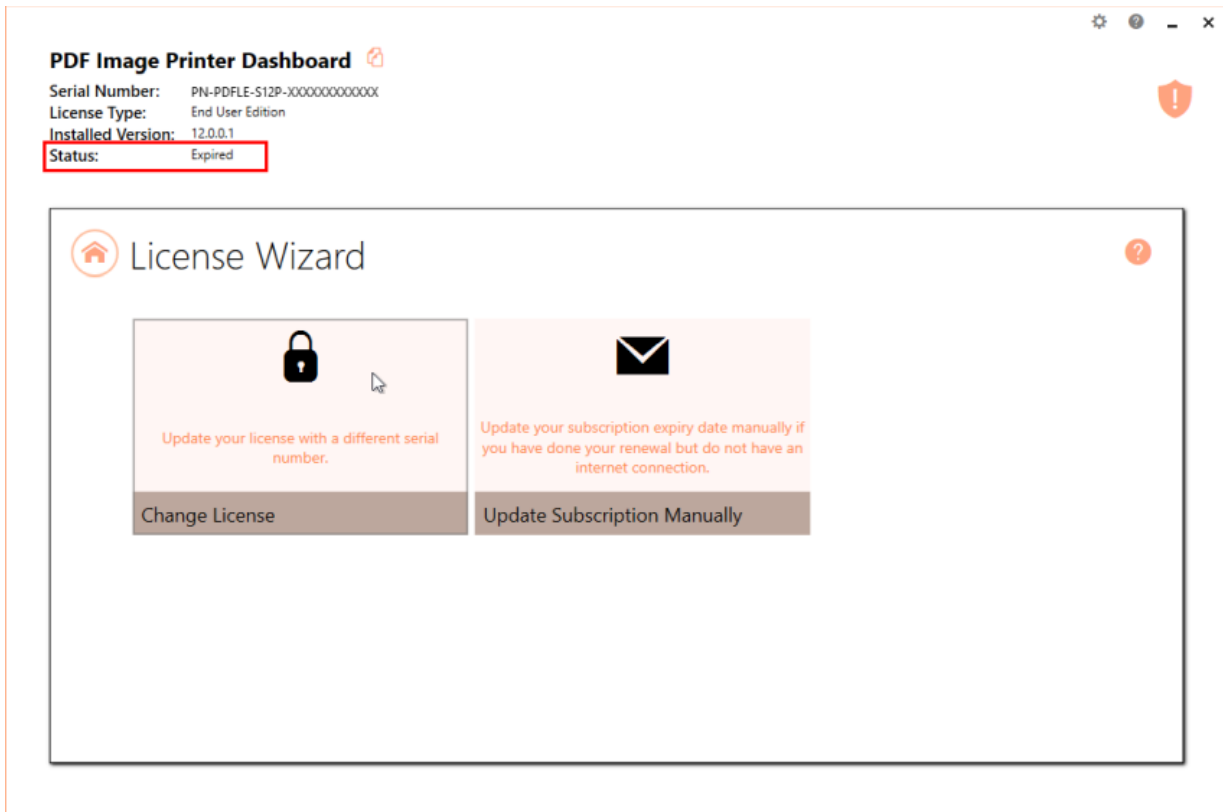 PDF Image Printer Dashboard
Serial Number: PN-PDFLE-S12P-XXXXXXXXXXXX
License Type: End User Edition
Installed Version: 12.0.0.1
Status: Expired
License Wizard
Update your license with a different serial
number.
Change License
Update your subscription expiry date manually if
you have done your renewal but do not have an
internet connection.
Update Subscription Manually